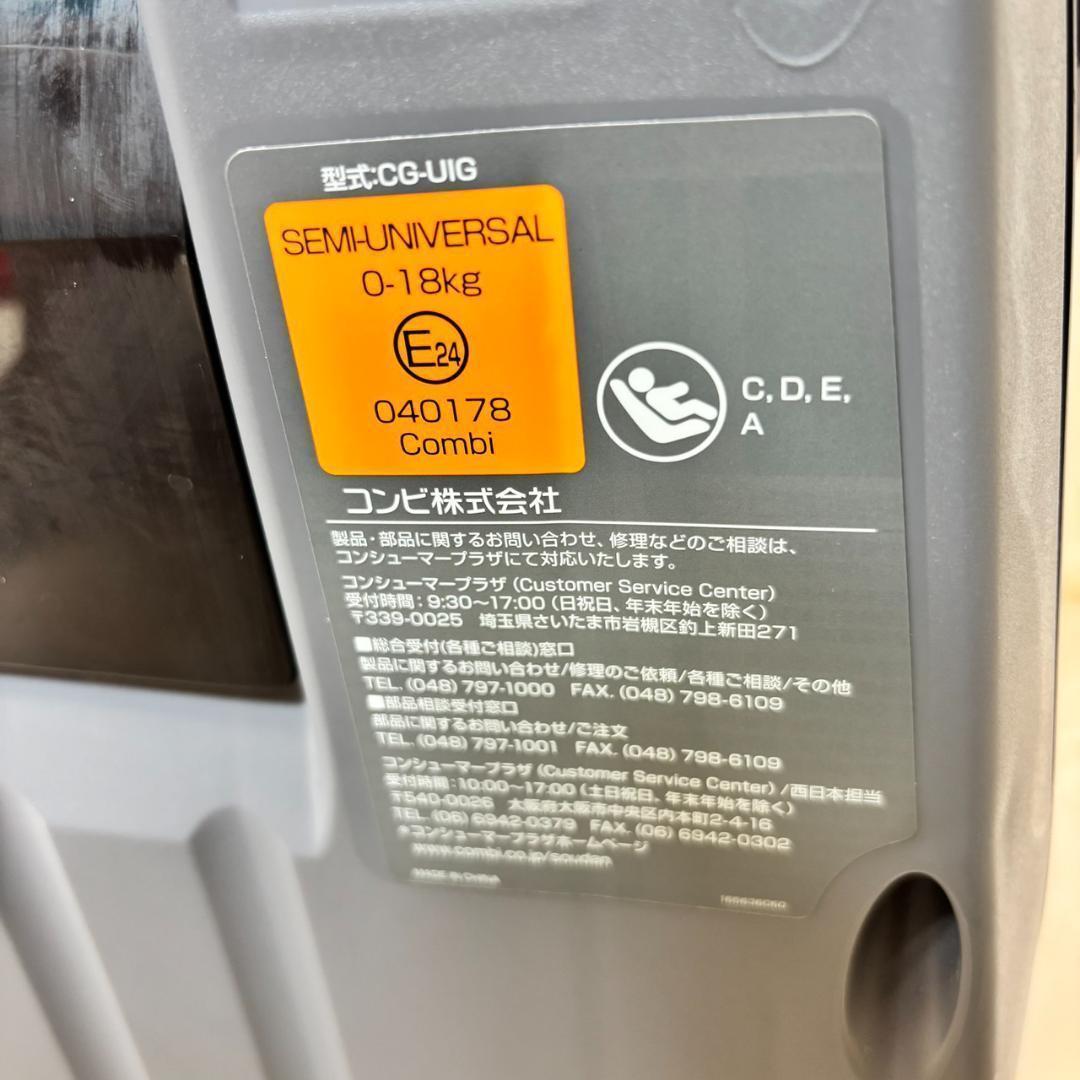 型式:CG-UIG
SEMI-UNIVERSAL
0-18kg
E24
040178
Combi
C, D, E,
A
コンビ株式会社
製品・部品に関するお問い合わせ、修理などのご相談は、
コンシューマープラザにて対応いたします。
コンシューマープラザ (Customer Service Center)
受付時間：9:30～17:00 (日祝日、年末年始を除く)
〒339-0025 埼玉県さいたま市岩槻区釣上新田271
■総合受付(各種ご相談)窓口
製品に関するお問い合わせ/修理のご依頼/各種ご相談/その他
TEL. (048) 797-1000 FAX. (048) 798-6109
■部品相談受付窓口
部品に関するお問い合わせ/ご注文
TEL. (048) 797-1001 FAX. (048) 798-6109
コンシューマープラザ (Customer Service Center) /西日本担当
受付時間：10:00～17:00 (土日祝日、年末年始を除く)
〒540-0026 大阪府大阪市中央区内本町2-4-16
TEL (06) 6942-0379 FAX. (06) 6942-0302
＊コンシューマープラザホームページ
www.combi.co.jp/soudan
MADE IN CHINA